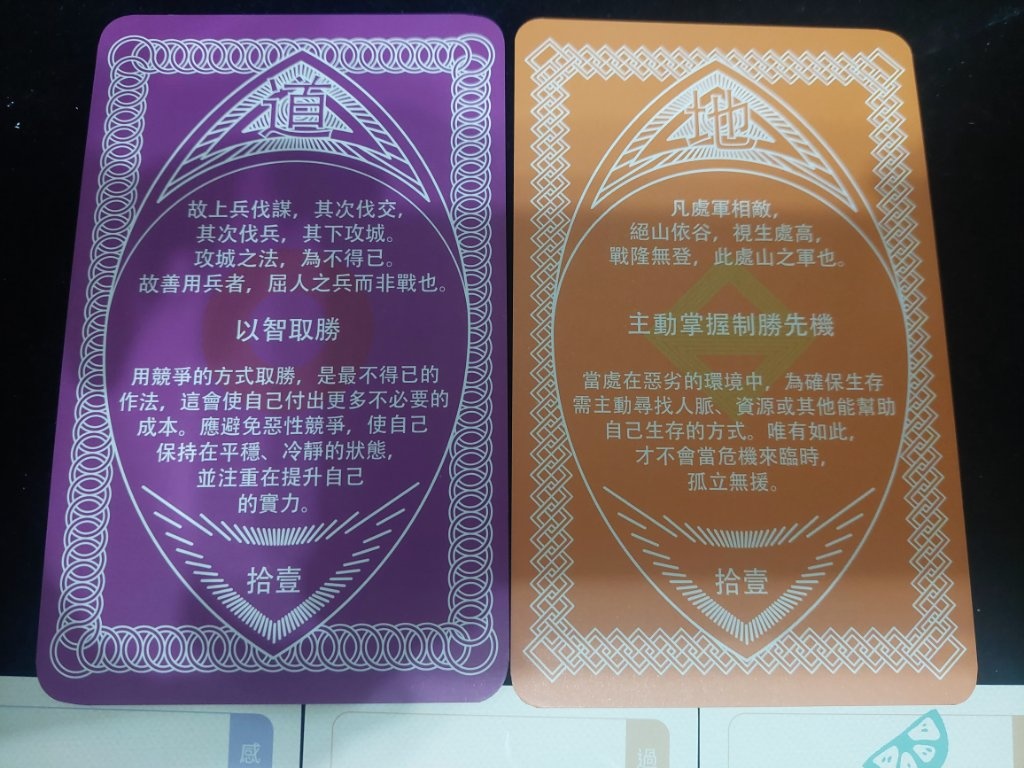 道
故上兵伐謀，其次伐交，
其次伐兵，其下攻城。
攻城之法，為不得已。
故善用兵者，屈人之兵而非戰也。
以智取勝
用競爭的方式取勝，是最不得已的
作法，這會使自己付出更多不必要的
成本。應避免惡性競爭，使自己
保持在平穩、冷靜的狀態，
並注重在提升自己
的實力。
拾壹
地
凡處軍相敵，
絕山依谷，視生處高，
戰隆無登，此處山之軍也。
主動掌握制勝先機
當處在惡劣的環境中，為確保生存
需主動尋找人脈、資源或其他能幫助
自己生存的方式。唯有如此，
才不會當危機來臨時，
孤立無援。
拾壹
感
過